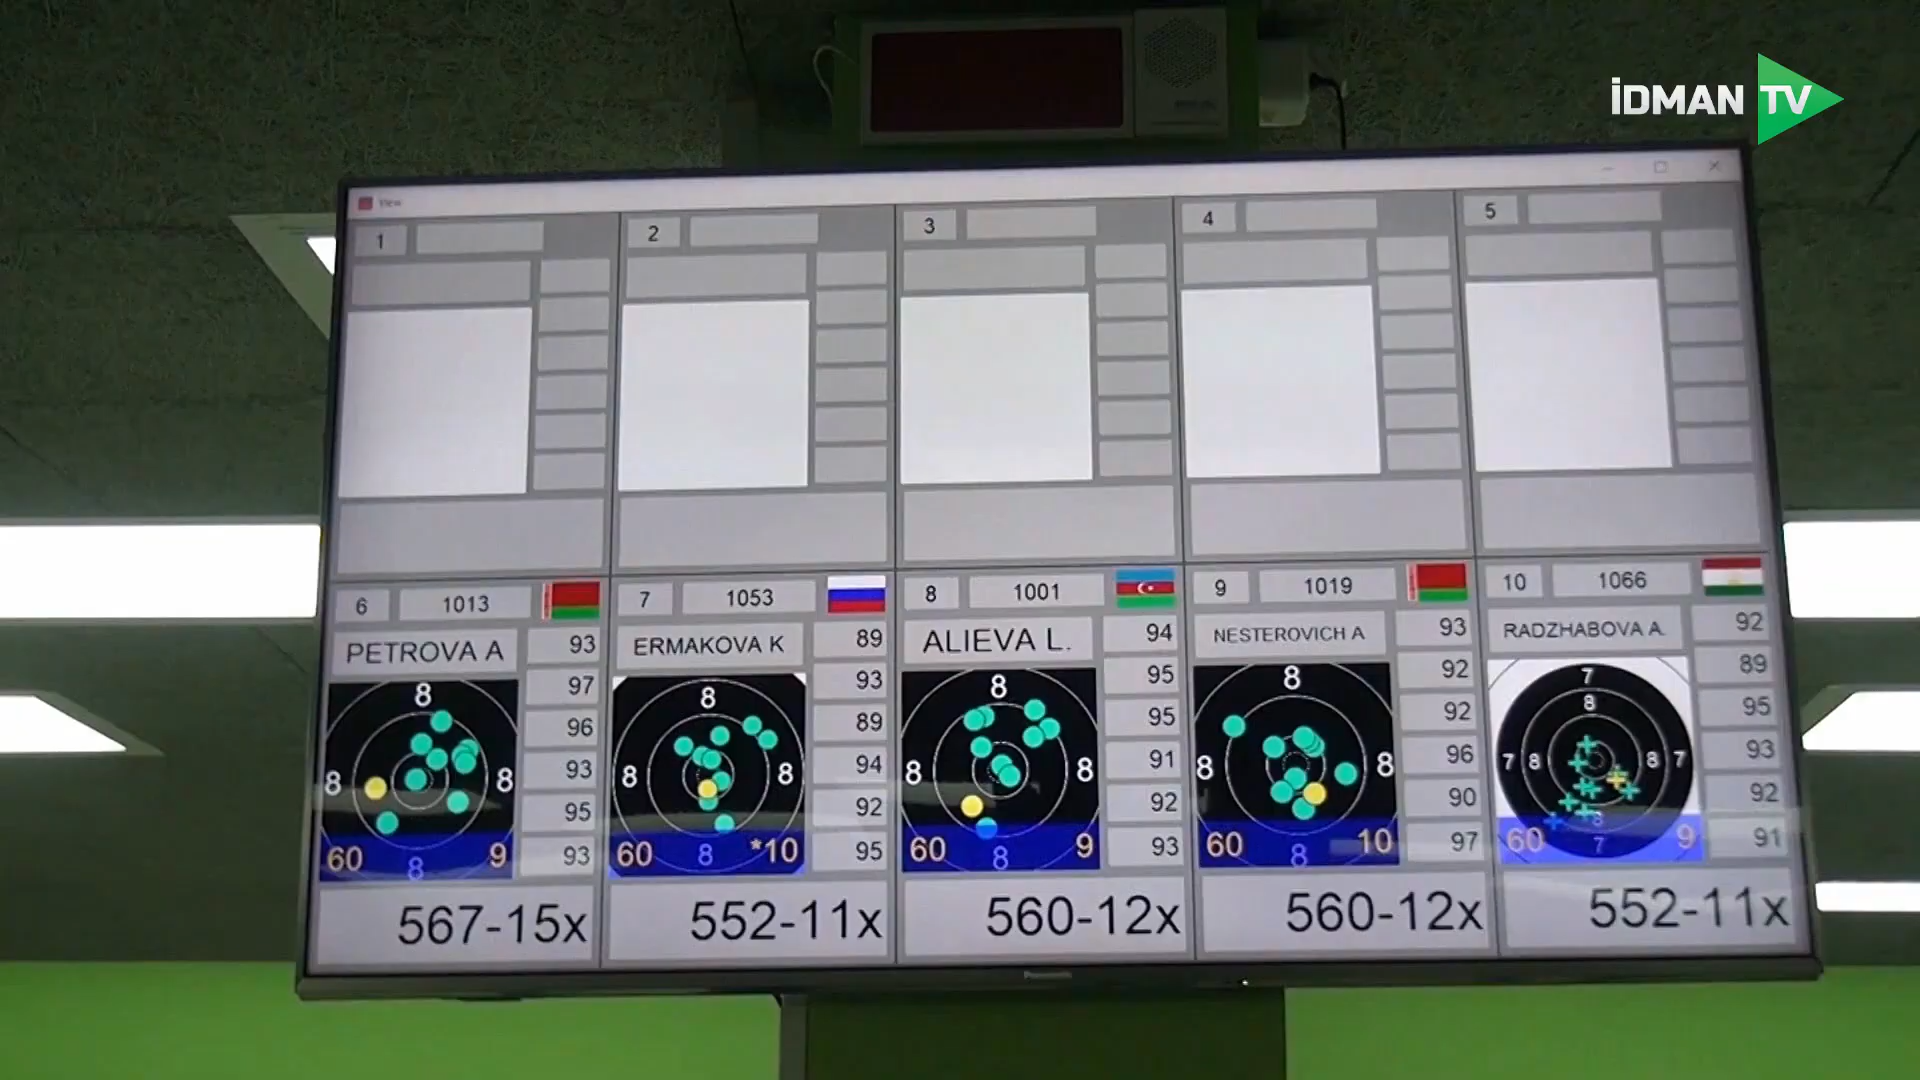 İDMAN TV
View
1
2
3
4
5
6 1013
PETROVA A
93
97
96
93
95
93
8
8 8
60 8 9
567-15x
7 1053
ERMAKOVA K
89
93
89
94
92
95
8
8 8
60 8 *10
552-11x
8 1001
ALIEVA L.
94
95
95
91
92
93
8
8 8
60 8 9
560-12x
9 1019
NESTEROVICH A
93
92
92
96
90
97
8
8 8
60 8 10
560-12x
10 1066
RADZHABOVA A.
92
89
95
93
92
91
7
8
7 8 8 7
8
60 7 9
552-11x
Panasonic